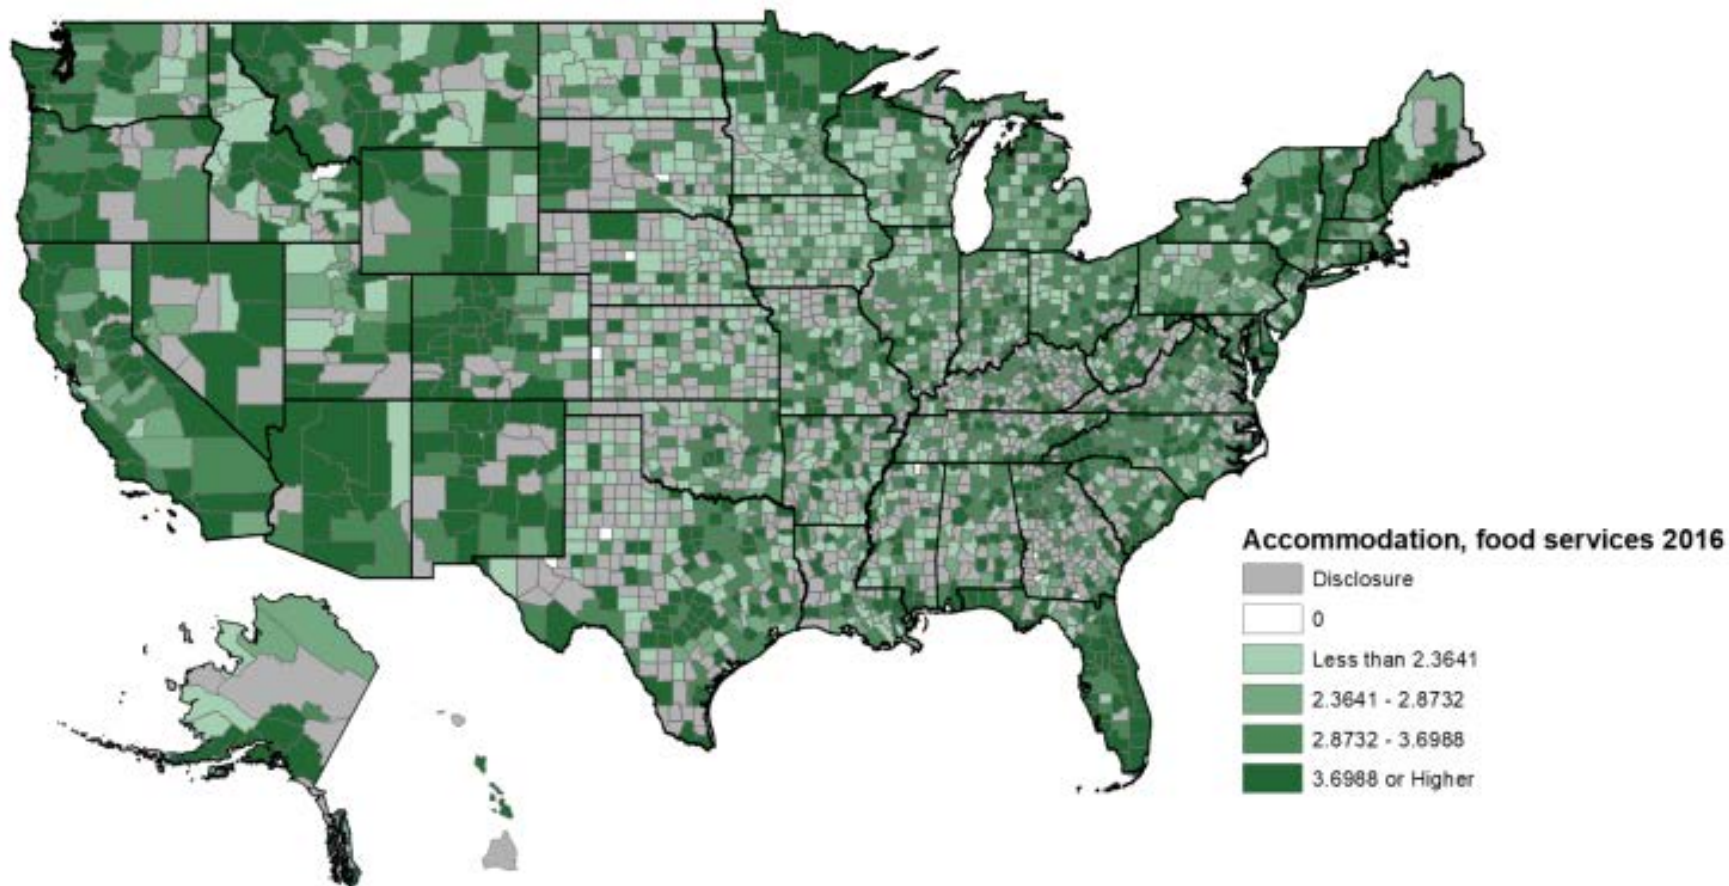 Accommodation, food services 2016
Disclosure
0
Less than 2.3641
2.3641 - 2.8732
2.8732 - 3.6988
3.6988 or Higher